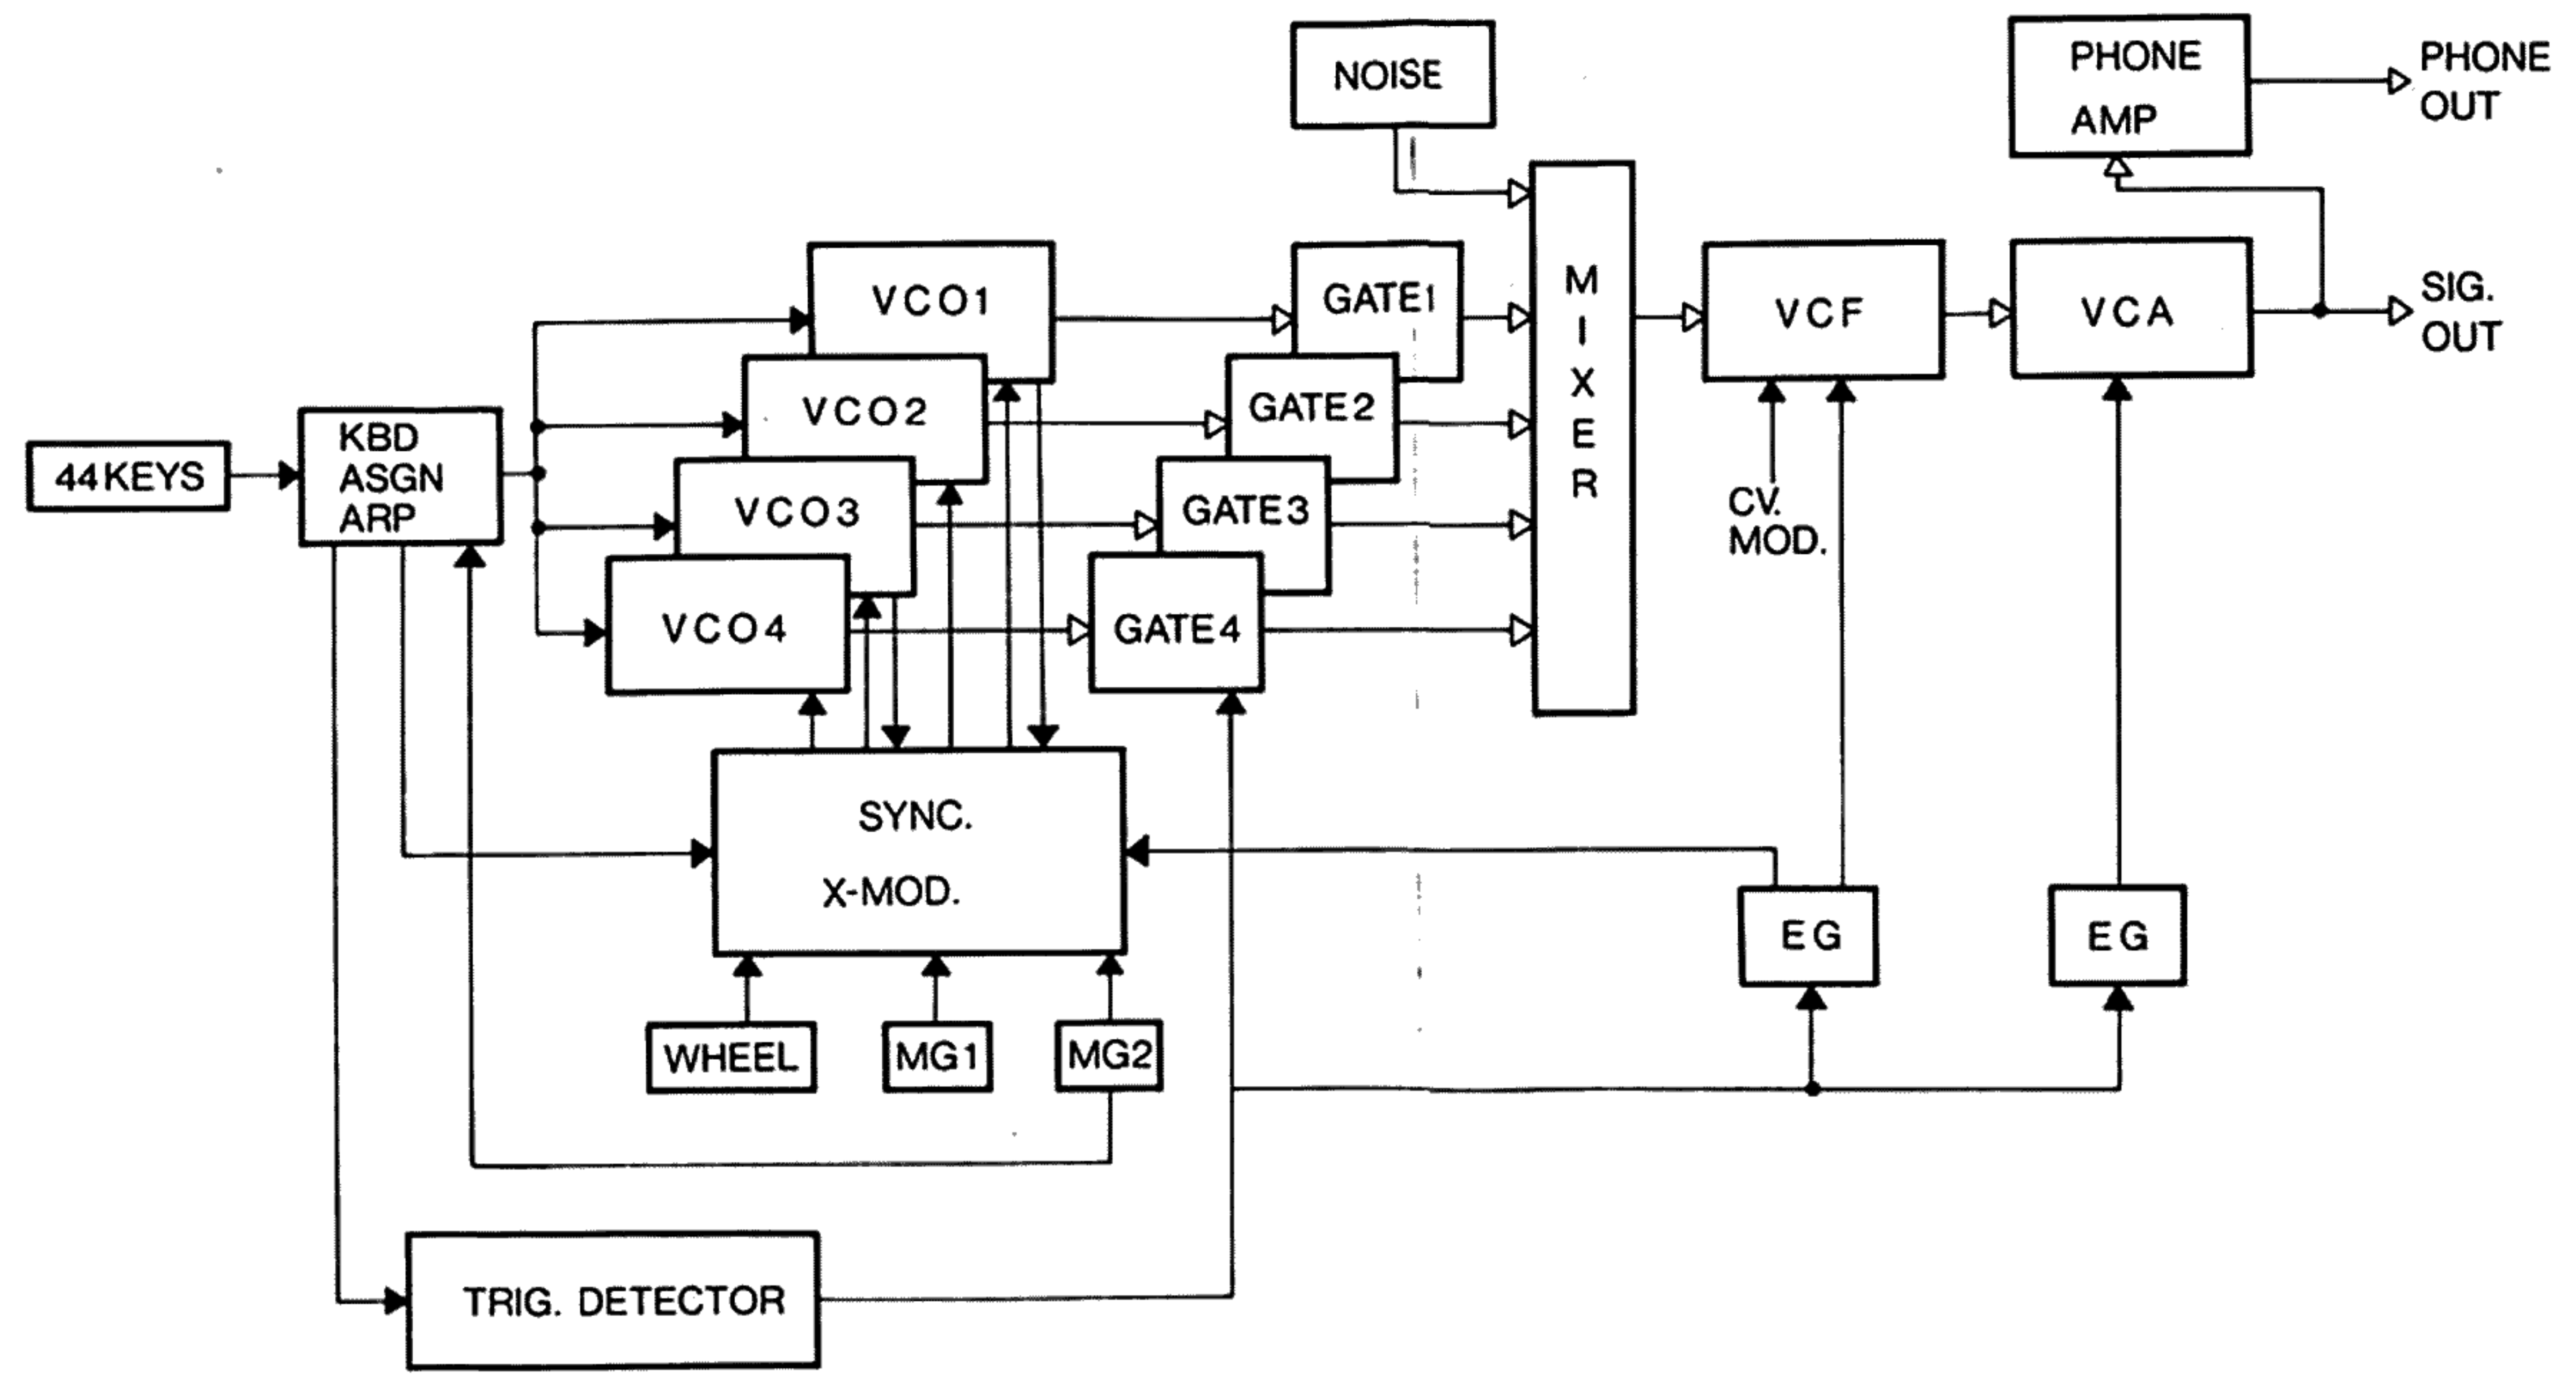 NOISE
PHONE
AMP
PHONE
OUT
VCO1
GATE1
M
I
X
E
R
VCF
VCA
SIG.
OUT
VCO2
GATE2
44KEYS
KBD
ASGN
ARP
VCO3
GATE3
CV.
MOD.
VCO4
GATE4
SYNC.
X-MOD.
EG
EG
WHEEL
MG1
MG2
TRIG. DETECTOR